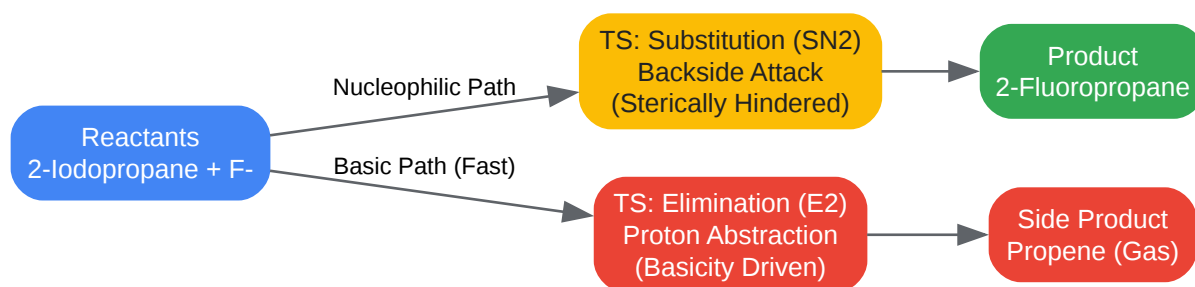 Reactants
2-Iodopropane + F-
Nucleophilic Path
Basic Path (Fast)
TS: Substitution (SN2)
Backside Attack
(Sterically Hindered)
Product
2-Fluoropropane
TS: Elimination (E2)
Proton Abstraction
(Basicity Driven)
Side Product
Propene (Gas)